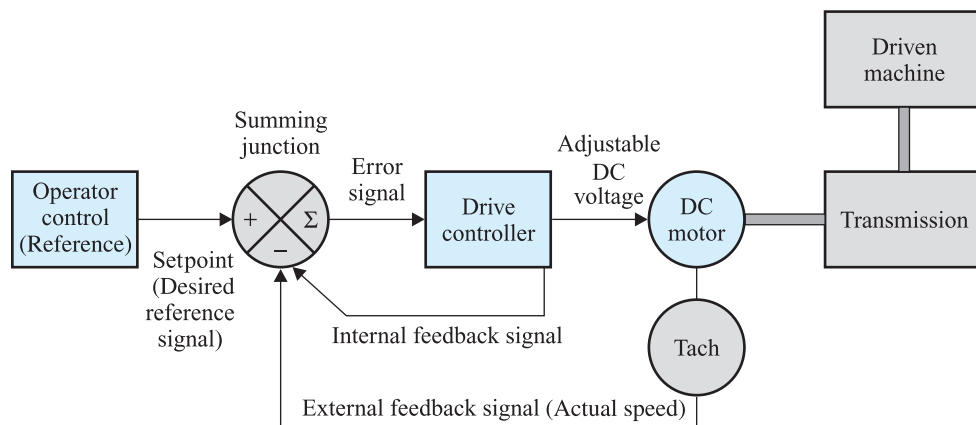 Driven
machine
Summing
junction
Error
signal
Adjustable
DC
voltage
Operator
control
(Reference)
+
Σ
−
Drive
controller
DC
motor
Transmission
Setpoint
(Desired
reference
signal)
Internal feedback signal
Tach
External feedback signal (Actual speed)